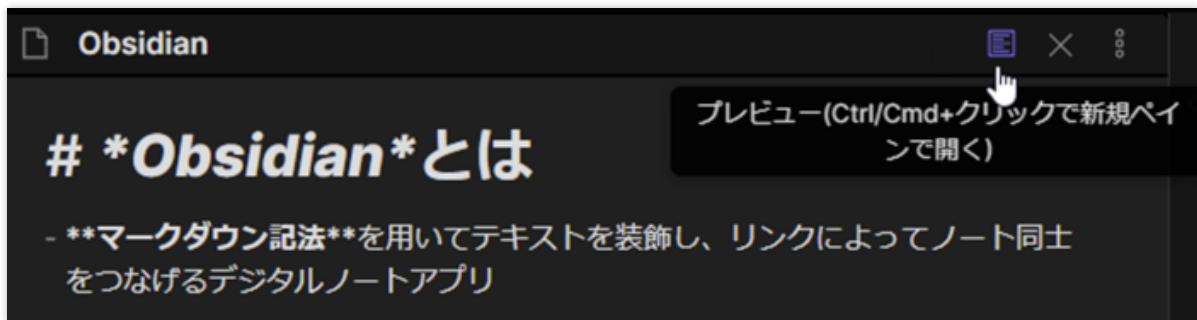 Obsidian
プレビュー(Ctrl/Cmd+クリックで新規ペイ
ンで開く)
# *Obsidian*とは
- **マークダウン記法**を用いてテキストを装飾し、リンクによってノート同士
をつなげるデジタルノートアプリ